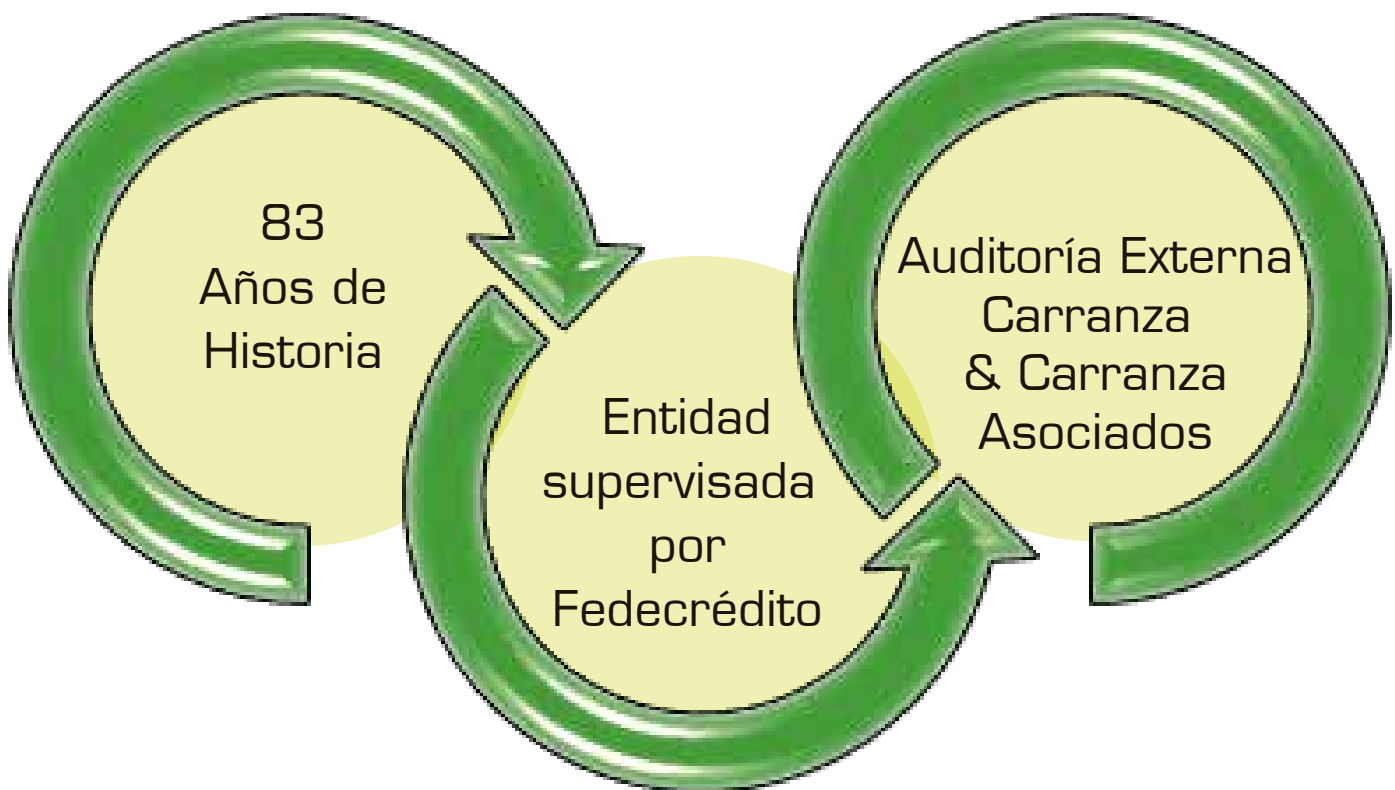 83
Años de
Historia
Entidad
supervisada
por
Fedecrédito
Auditoría Externa
Carranza
& Carranza
Asociados